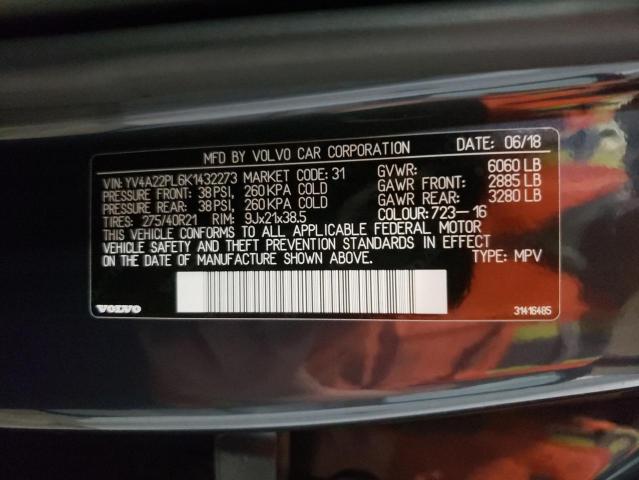 MFD BY VOLVO CAR CORPORATION DATE: 06/18
VIN: YV4A22PL6K1432273 MARKET CODE: 31 GVWR: 6060 LB
PRESSURE FRONT: 38 PSI, 260 KPA COLD GAWR FRONT: 2885 LB
PRESSURE REAR: 38 PSI, 260 KPA COLD GAWR REAR: 3280 LB
TIRES: 275/40R21 RIM: 9Jx21x38.5 COLOUR: 723-16
THIS VEHICLE CONFORMS TO ALL APPLICABLE FEDERAL MOTOR
VEHICLE SAFETY AND THEFT PREVENTION STANDARDS IN EFFECT
ON THE DATE OF MANUFACTURE SHOWN ABOVE. TYPE: MPV
VOLVO 31416485